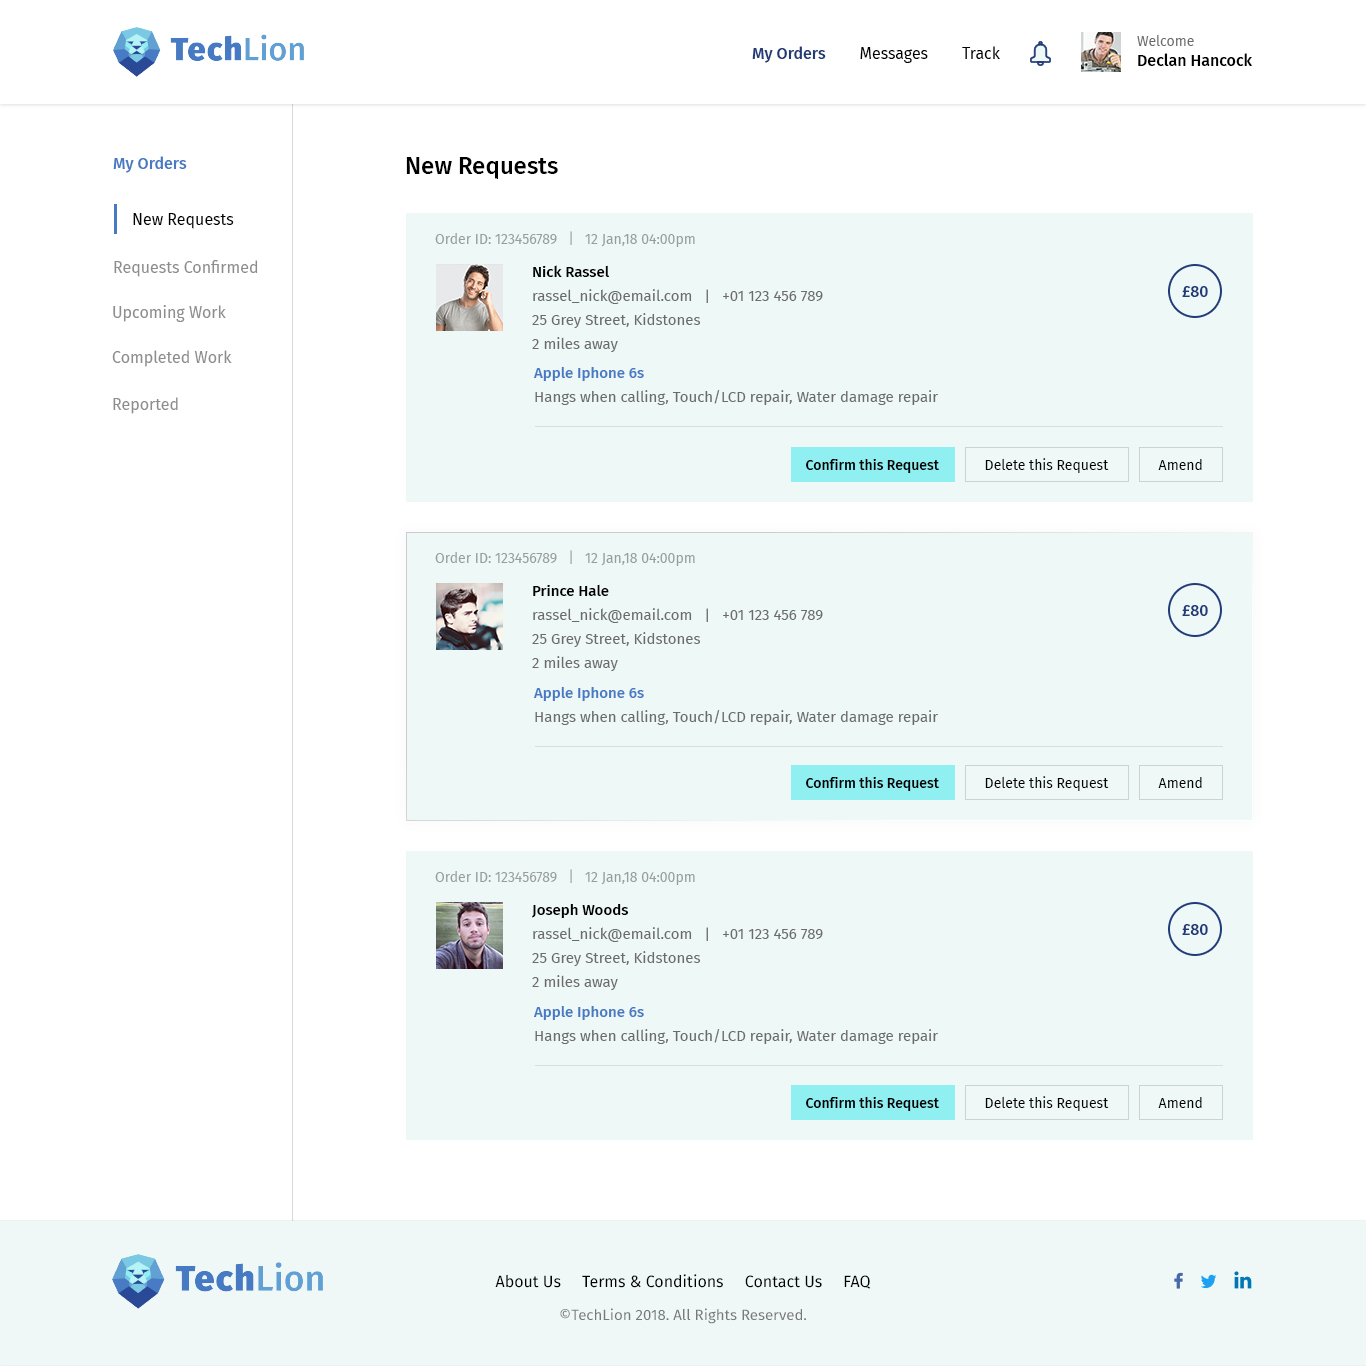 TechLion
My Orders Messages Track
Welcome
Declan Hancock
My Orders
New Requests
Requests Confirmed
Upcoming Work
Completed Work
Reported
New Requests
Order ID: 123456789 | 12 Jan,18 04:00pm
Nick Rassel
rassel_nick@email.com | +01 123 456 789
25 Grey Street, Kidstones
2 miles away
£80
Apple Iphone 6s
Hangs when calling, Touch/LCD repair, Water damage repair
Confirm this Request Delete this Request Amend
Order ID: 123456789 | 12 Jan,18 04:00pm
Prince Hale
rassel_nick@email.com | +01 123 456 789
25 Grey Street, Kidstones
2 miles away
£80
Apple Iphone 6s
Hangs when calling, Touch/LCD repair, Water damage repair
Confirm this Request Delete this Request Amend
Order ID: 123456789 | 12 Jan,18 04:00pm
Joseph Woods
rassel_nick@email.com | +01 123 456 789
25 Grey Street, Kidstones
2 miles away
£80
Apple Iphone 6s
Hangs when calling, Touch/LCD repair, Water damage repair
Confirm this Request Delete this Request Amend
TechLion
About Us Terms & Conditions Contact Us FAQ
©TechLion 2018. All Rights Reserved.